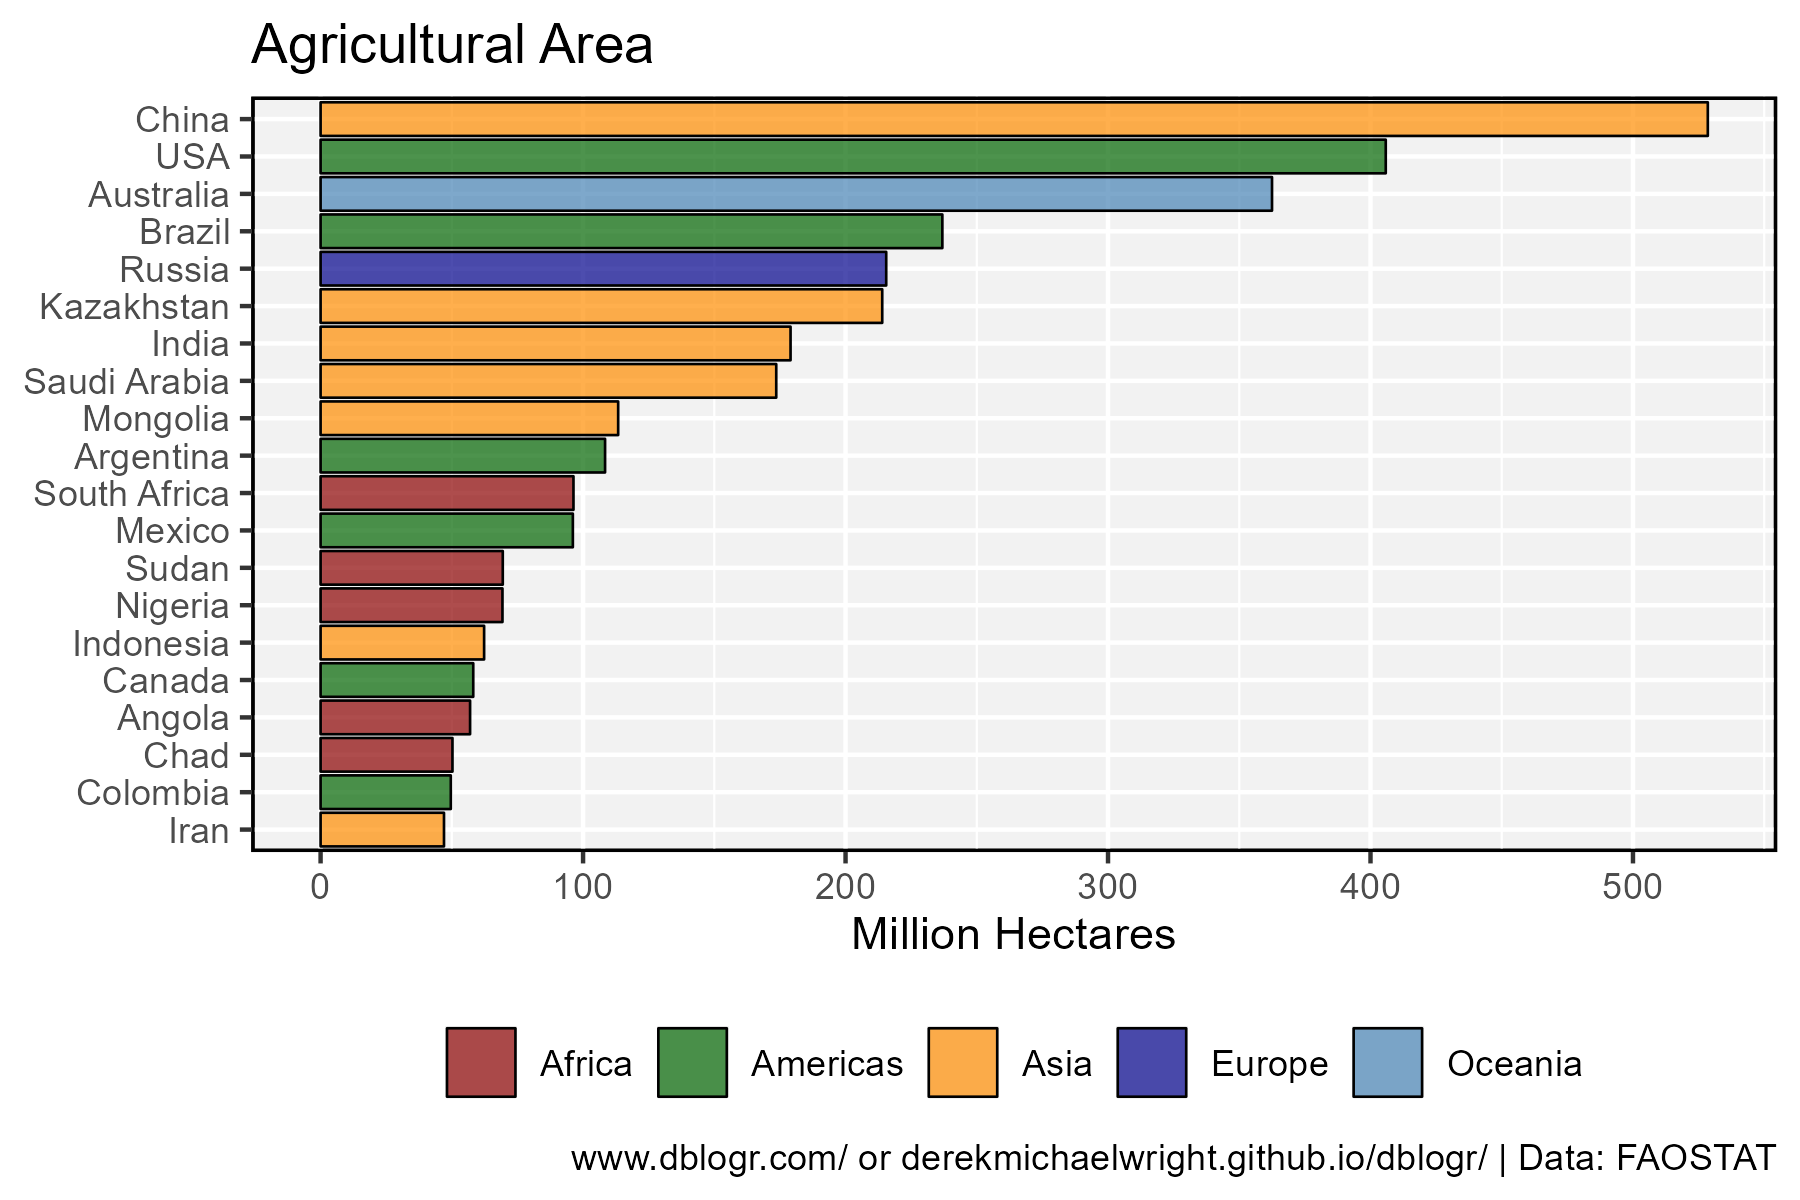 Agricultural Area
China
USA
Australia
Brazil
Russia
Kazakhstan
India
Saudi Arabia
Mongolia
Argentina
South Africa
Mexico
Sudan
Nigeria
Indonesia
Canada
Angola
Chad
Colombia
Iran
0 100 200 300 400 500
Million Hectares
Africa Americas Asia Europe Oceania
www.dblogr.com/ or derekmichaelwright.github.io/dblogr/ | Data: FAOSTAT